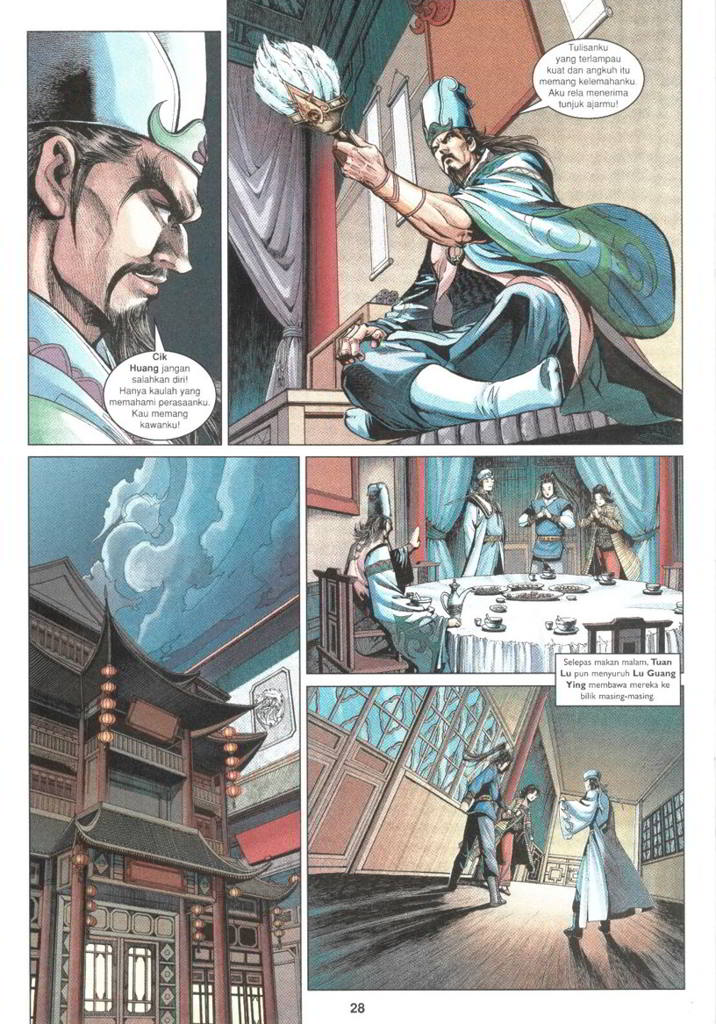 Cik
Huang jangan
salahkan diri!
Hanya kaulah yang
memahami perasaanku.
Kau memang
kawanku!
Tulisanku
yang terlampau
kuat dan angkuh itu
memang kelemahanku.
Aku rela menerima
tunjuk ajarmu!
Selepas makan malam, Tuan
Lu pun menyuruh Lu Guang
Ying membawa mereka ke
bilik masing-masing.
28